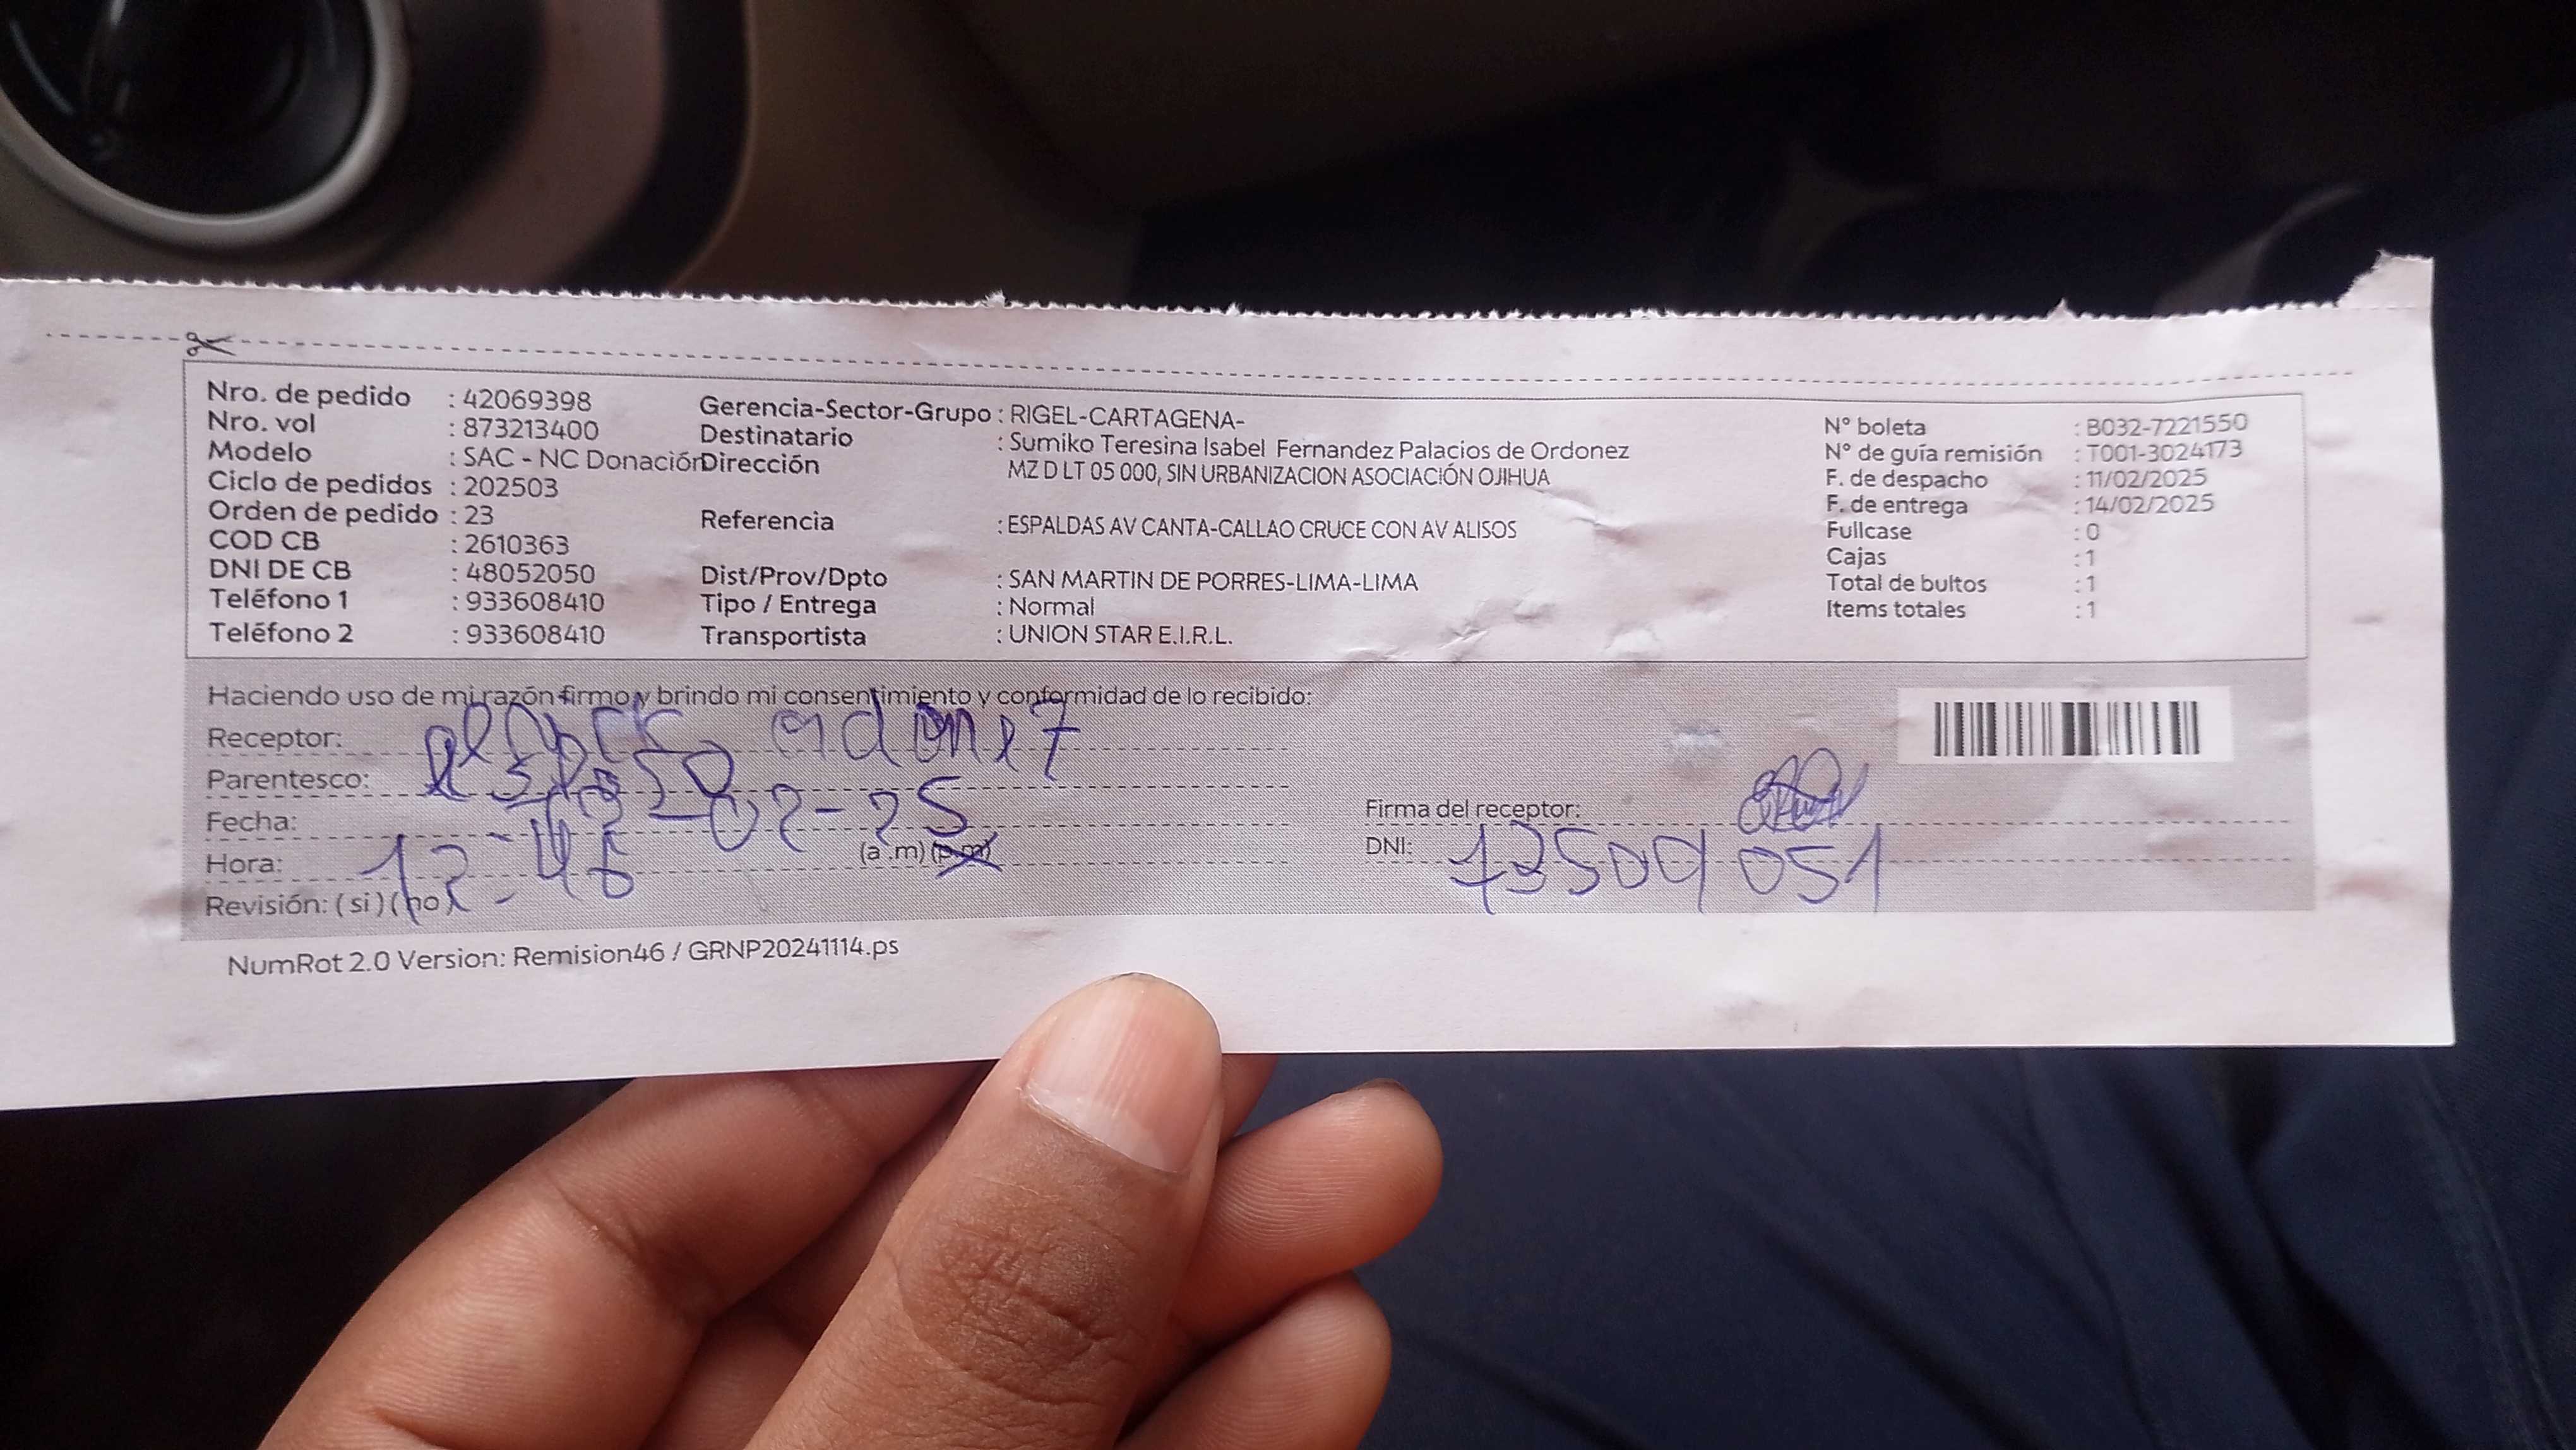 Nro. de pedido : 42069398
Nro. vol : 873213400
Modelo : SAC - NC Donación
Ciclo de pedidos : 202503
Orden de pedido : 23
COD CB : 2610363
DNI DE CB : 48052050
Teléfono 1 : 933608410
Teléfono 2 : 933608410
Gerencia-Sector-Grupo : RIGEL-CARTAGENA-
Destinatario : Sumiko Teresina Isabel Fernandez Palacios de Ordonez
Dirección MZ D LT 05 000, SIN URBANIZACION ASOCIACIÓN OJIHUA
Referencia : ESPALDAS AV CANTA-CALLAO CRUCE CON AV ALISOS
Dist/Prov/Dpto : SAN MARTIN DE PORRES-LIMA-LIMA
Tipo / Entrega : Normal
Transportista : UNION STAR E.I.R.L.
N° boleta : B032-7221550
N° de guía remisión : T001-3024173
F. de despacho : 11/02/2025
F. de entrega : 14/02/2025
Fullcase : 0
Cajas : 1
Total de bultos : 1
Items totales : 1
Haciendo uso de mi razón firmo y brindo mi consentimiento y conformidad de lo recibido:
Receptor:
Parentesco: esposo
Fecha: -02-25
Hora: 12:46 (a.m) (p.m)
Revisión: (si) (no)
Firma del receptor:
DNI: 73509051
NumRot 2.0 Version: Remision46 / GRNP20241114.ps